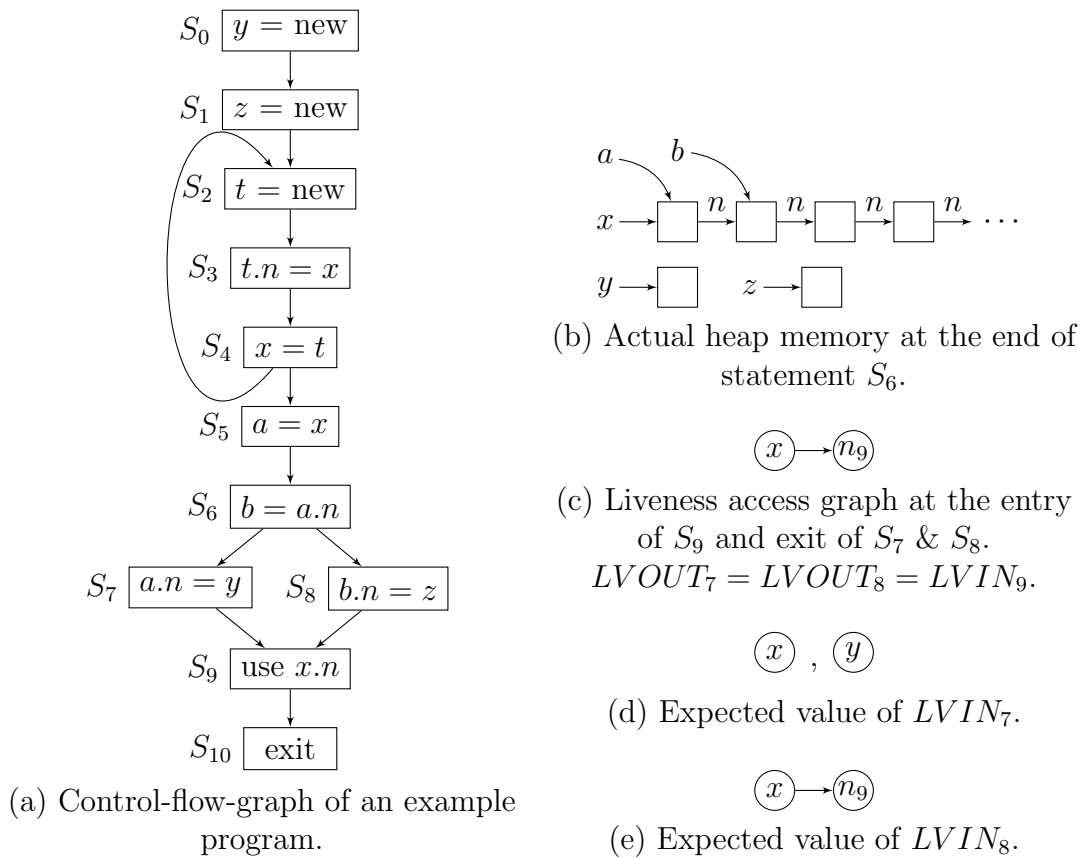 S0 y = new
S1 z = new
S2 t = new
S3 t.n = x
S4 x = t
S5 a = x
S6 b = a.n
S7 a.n = y S8 b.n = z
S9 use x.n
S10 exit
(a) Control-flow-graph of an example
program.
a b
x n n n n ···
y z
(b) Actual heap memory at the end of
statement S6.
x n9
(c) Liveness access graph at the entry
of S9 and exit of S7 & S8.
LVOUT7 = LVOUT8 = LVIN9.
x , y
(d) Expected value of LVIN7.
x n9
(e) Expected value of LVIN8.